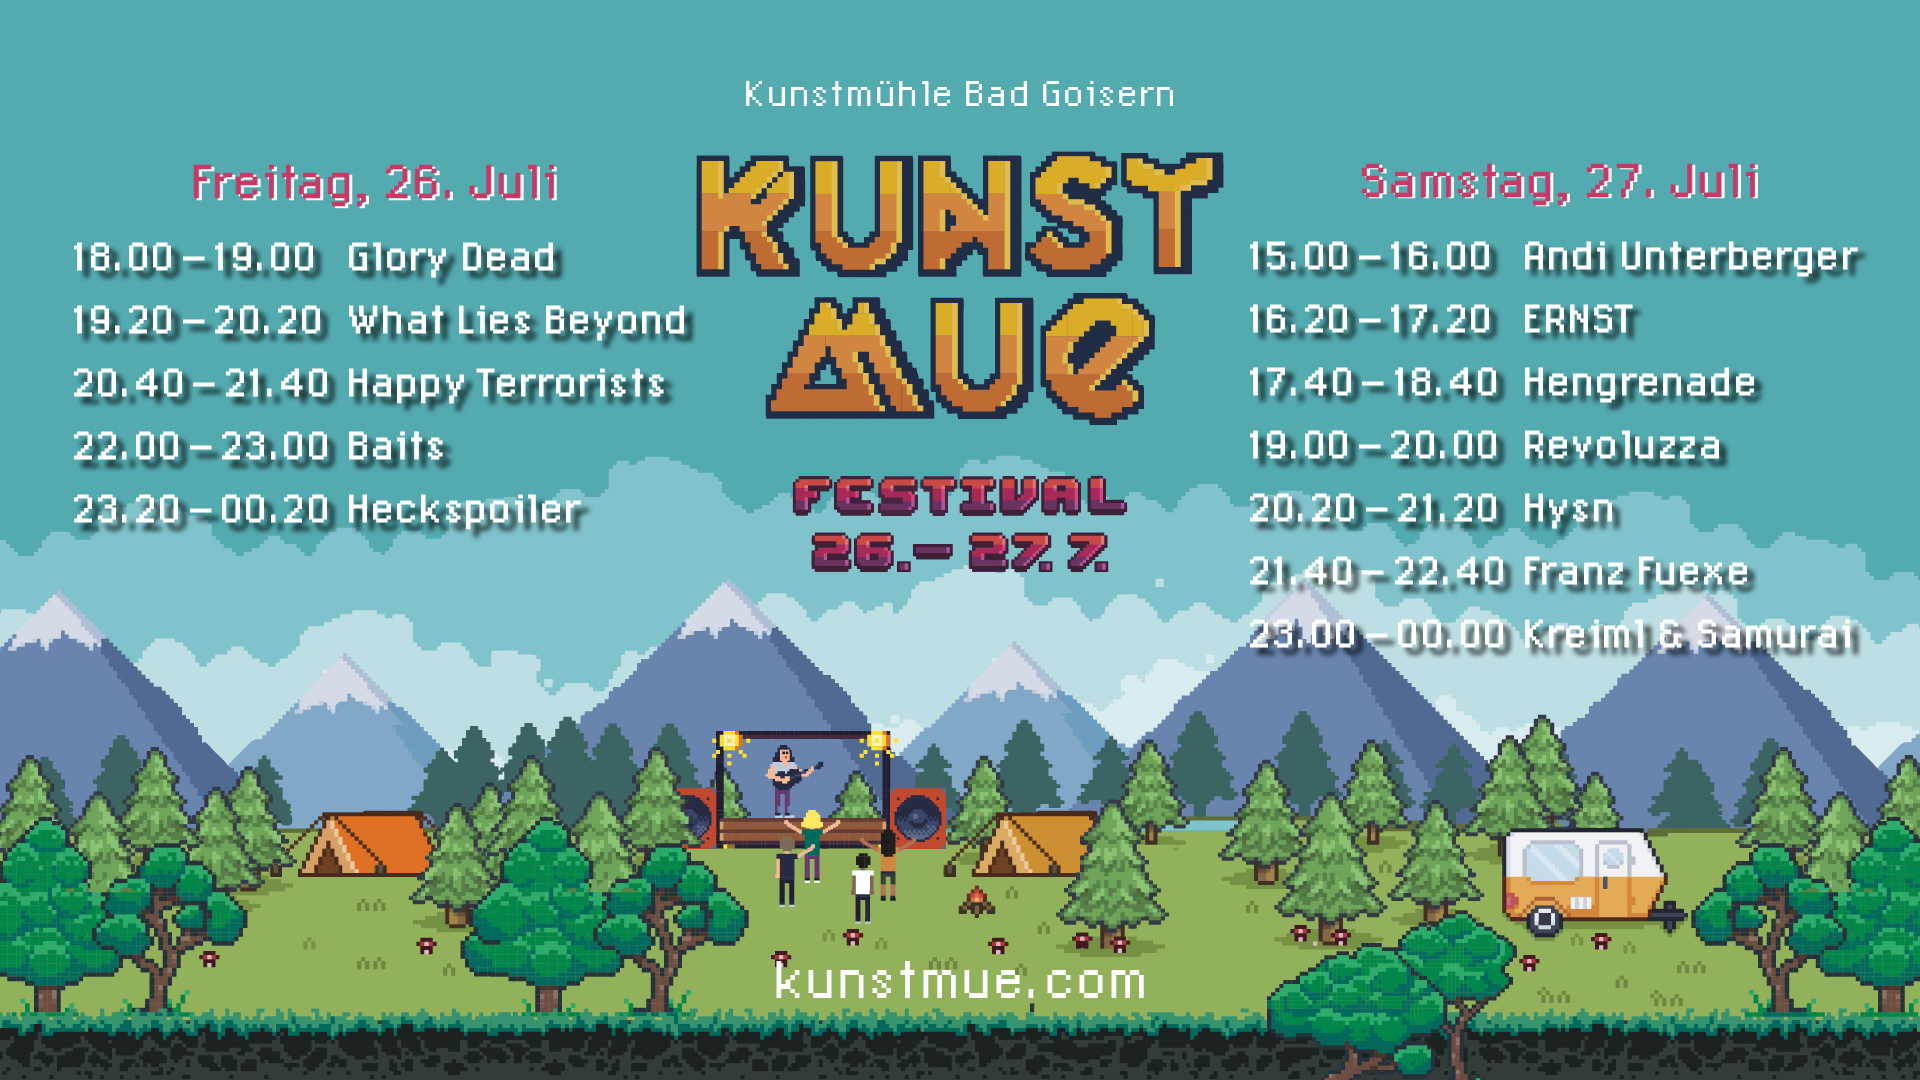 Kunstmühle Bad Goisern
KUNST
MUE
FESTIVAL
26.– 27. 7.
Freitag, 26. Juli
18.00 – 19.00 Glory Dead
19.20 – 20.20 What Lies Beyond
20.40 – 21.40 Happy Terrorists
22.00 – 23.00 Baits
23.20 – 00.20 Heckspoiler
Samstag, 27. Juli
15.00 – 16.00 Andi Unterberger
16.20 – 17.20 ERNST
17.40 – 18.40 Hengrenade
19.00 – 20.00 Revoluzza
20.20 – 21.20 Hysn
21.40 – 22.40 Franz Fuexe
23.00 – 00.00 Kreiml & Samurai
kunstmue.com